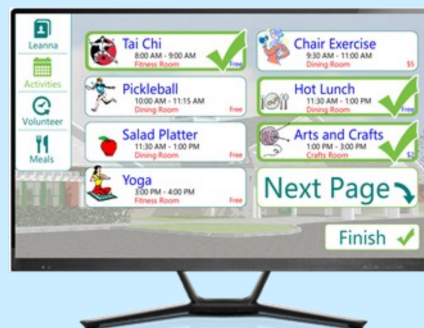 Leanna
Activities
Volunteer
Meals
Tai Chi
8:00 AM - 9:00 AM
Fitness Room
Free
Chair Exercise
9:30 AM - 11:00 AM
Dining Room
$5
Pickleball
10:00 AM - 11:15 AM
Dining Room
Free
Hot Lunch
11:30 AM - 1:00 PM
Dining Room
Free
Salad Platter
11:30 AM - 1:00 PM
Dining Room
Free
Arts and Crafts
1:00 PM - 3:00 PM
Crafts Room
$2
Yoga
3:00 PM - 4:00 PM
Fitness Room
Free
Next Page
Finish